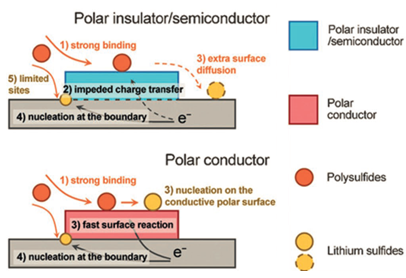 Polar insulator/semiconductor
1) strong binding
3) extra surface
diffusion
5) limited
sites
2) impeded charge transfer
4) nucleation at the boundary
e⁻
Polar conductor
1) strong binding
3) nucleation on the
conductive polar surface
3) fast surface reaction
4) nucleation at the boundary
e⁻
Polar insulator
/semiconductor
Polar
conductor
Polysulfides
Lithium sulfides